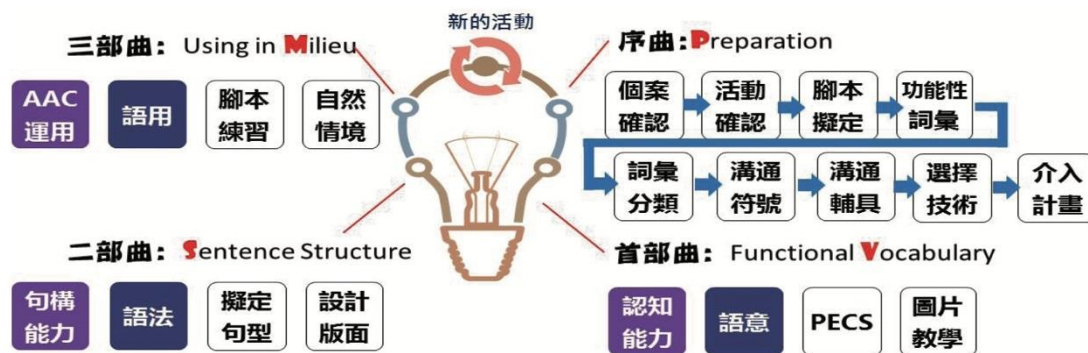 新的活動
三部曲：Using in Milieu
AAC
運用
語用
腳本
練習
自然
情境
序曲:Preparation
個案
確認
活動
確認
腳本
擬定
功能性
詞彙
詞彙
分類
溝通
符號
溝通
輔具
選擇
技術
介入
計畫
二部曲：Sentence Structure
句構
能力
語法
擬定
句型
設計
版面
首部曲：Functional Vocabulary
認知
能力
語意
PECS
圖片
教學